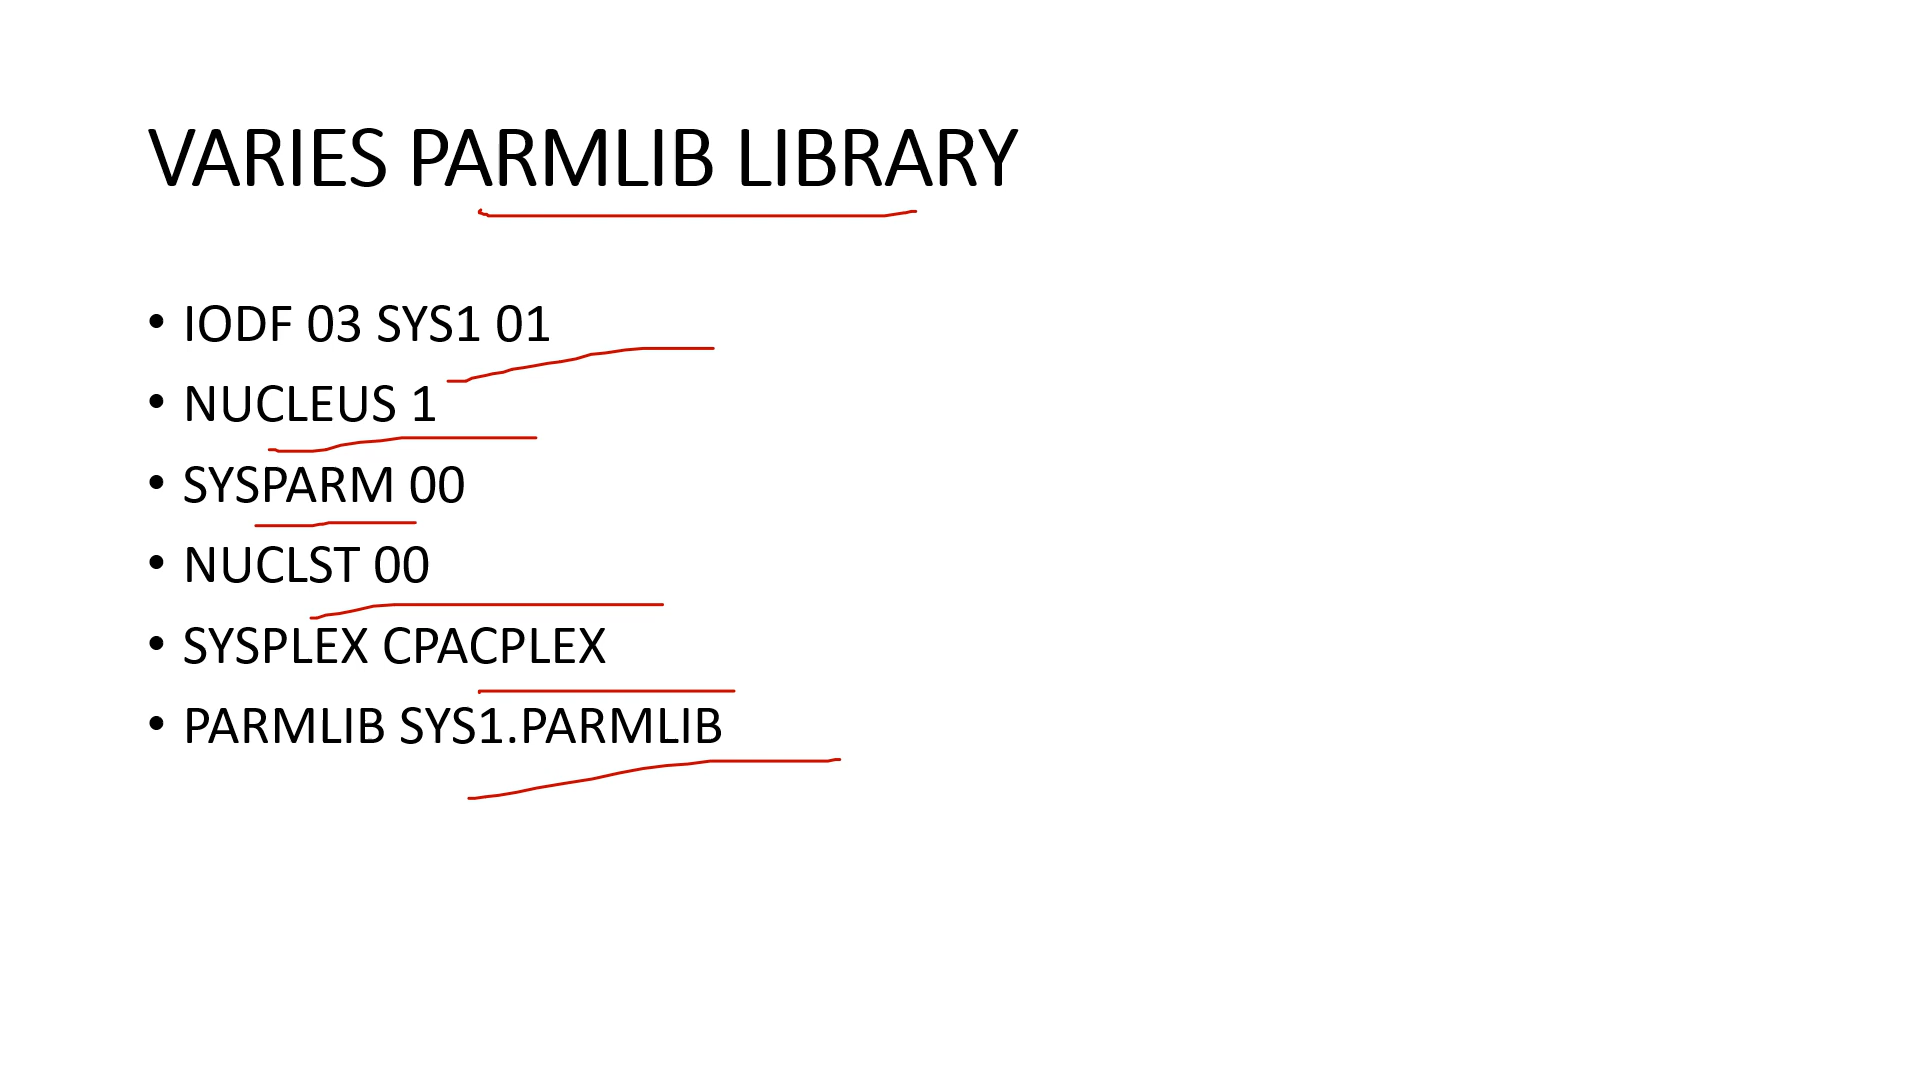 VARIES PARMLIB LIBRARY
• IODF 03 SYS1 01
• NUCLEUS 1
• SYSPARM 00
• NUCLST 00
• SYSPLEX CPACPLEX
• PARMLIB SYS1.PARMLIB